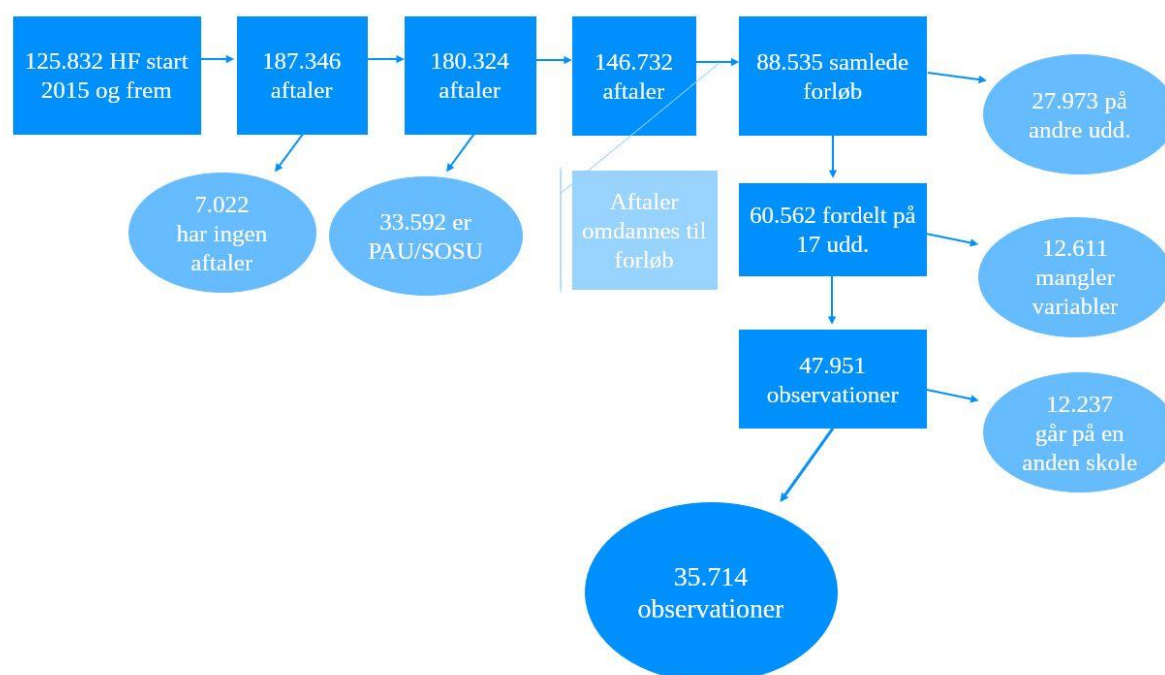 125.832 HF start
2015 og frem
187.346
aftaler
180.324
aftaler
146.732
aftaler
88.535 samlede
forløb
27.973 på
andre udd.
7.022
har ingen
aftaler
33.592 er
PAU/SOSU
Aftaler
omdannes til
forløb
60.562 fordelt på
17 udd.
12.611
mangler
variabler
47.951
observationer
12.237
går på en
anden skole
35.714
observationer